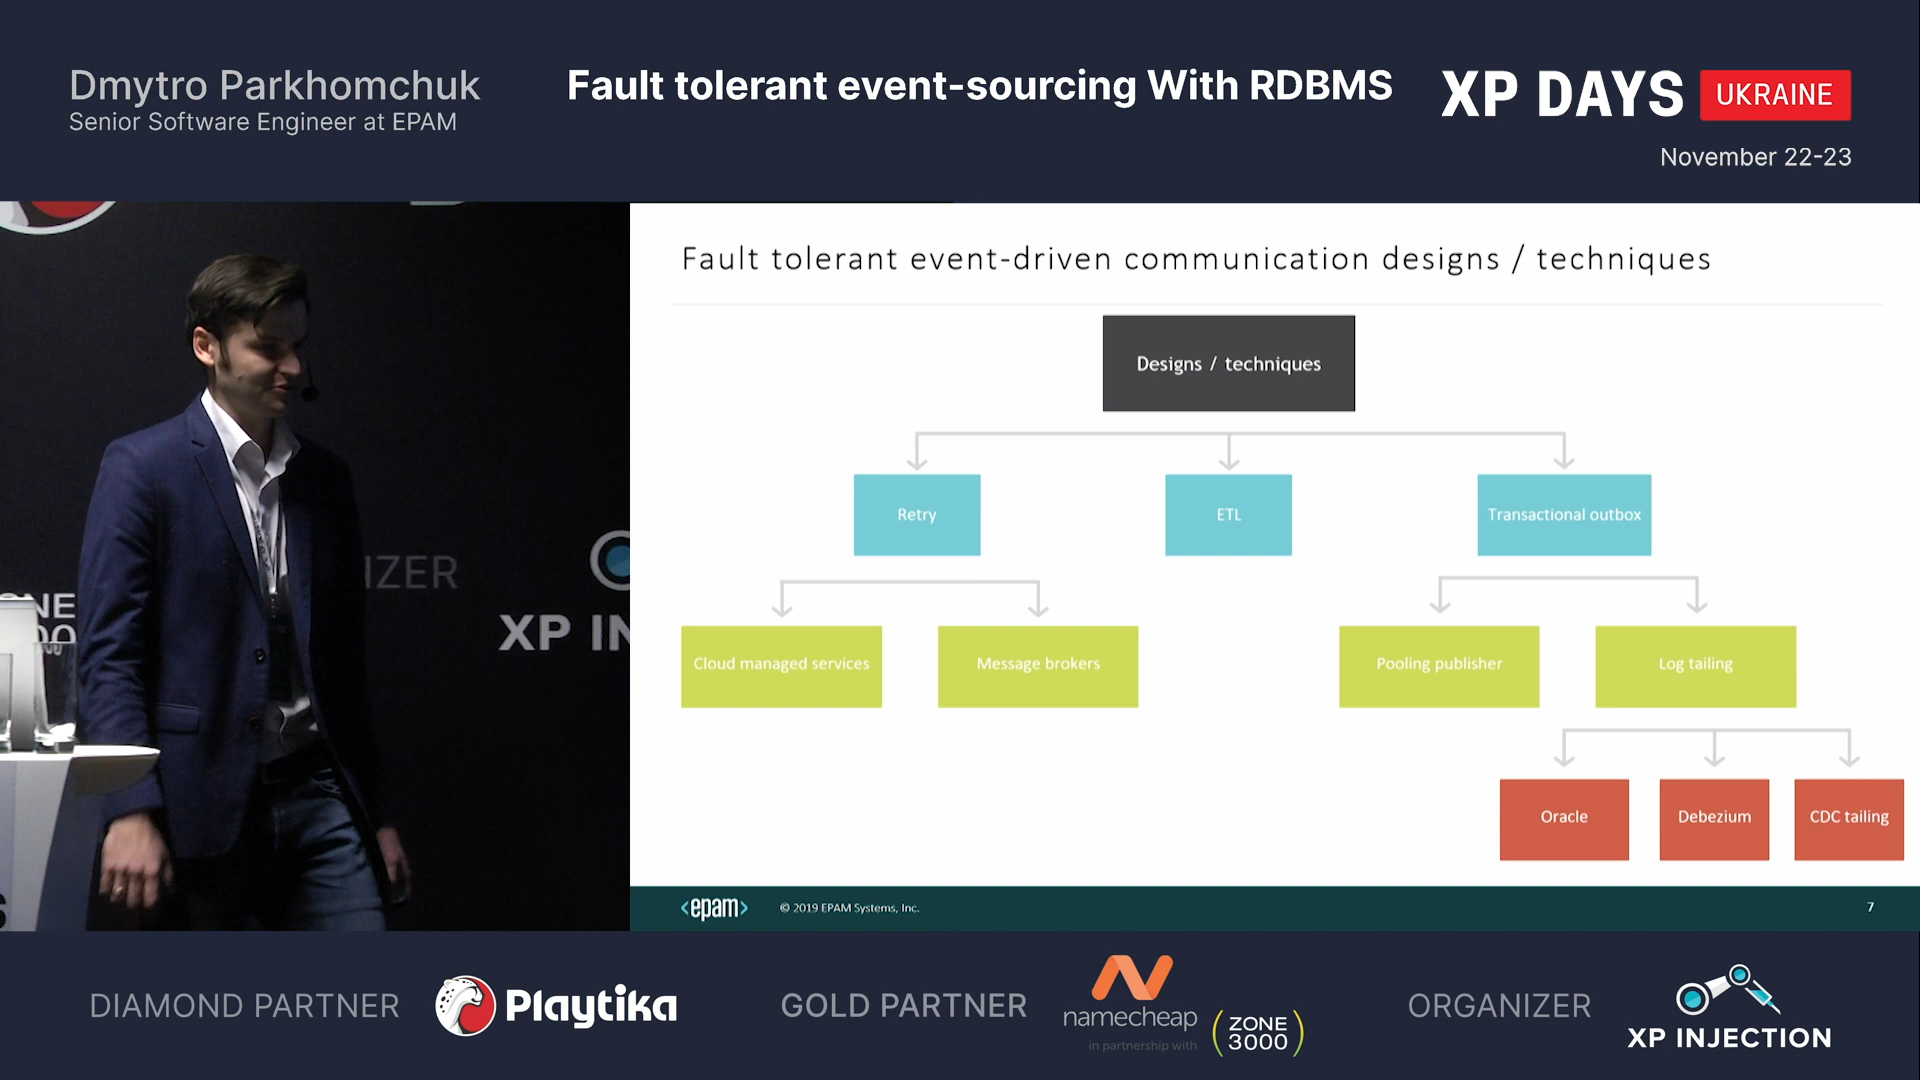 Dmytro Parkhomchuk
Senior Software Engineer at EPAM
Fault tolerant event-sourcing With RDBMS
XP DAYS UKRAINE
November 22-23
IZER
XP IN
NE
00
Fault tolerant event-driven communication designs / techniques
Designs / techniques
Retry
ETL
Transactional outbox
Cloud managed services
Message brokers
Pooling publisher
Log tailing
Oracle
Debezium
CDC tailing
<epam>
© 2019 EPAM Systems, Inc.
7
DIAMOND PARTNER
Playtika
GOLD PARTNER
namecheap
in partnership with
ZONE
3000
ORGANIZER
XP INJECTION